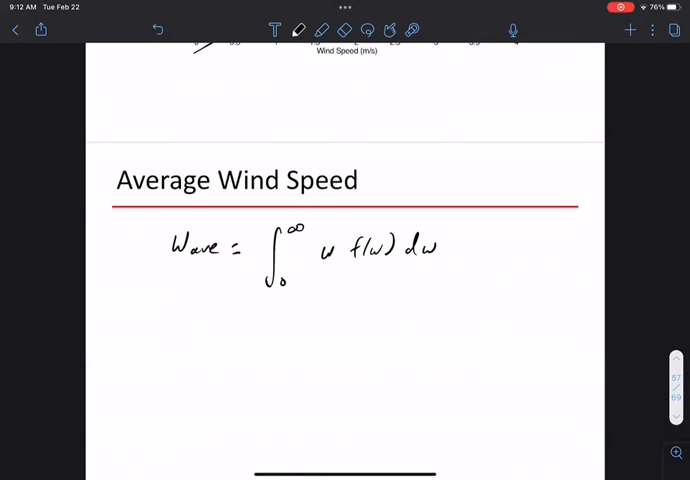 9:12 AM Tue Feb 22
76%
Wind Speed (m/s)
Average Wind Speed
Wave = ∫₀^∞ w f(w) dw
57
/
69